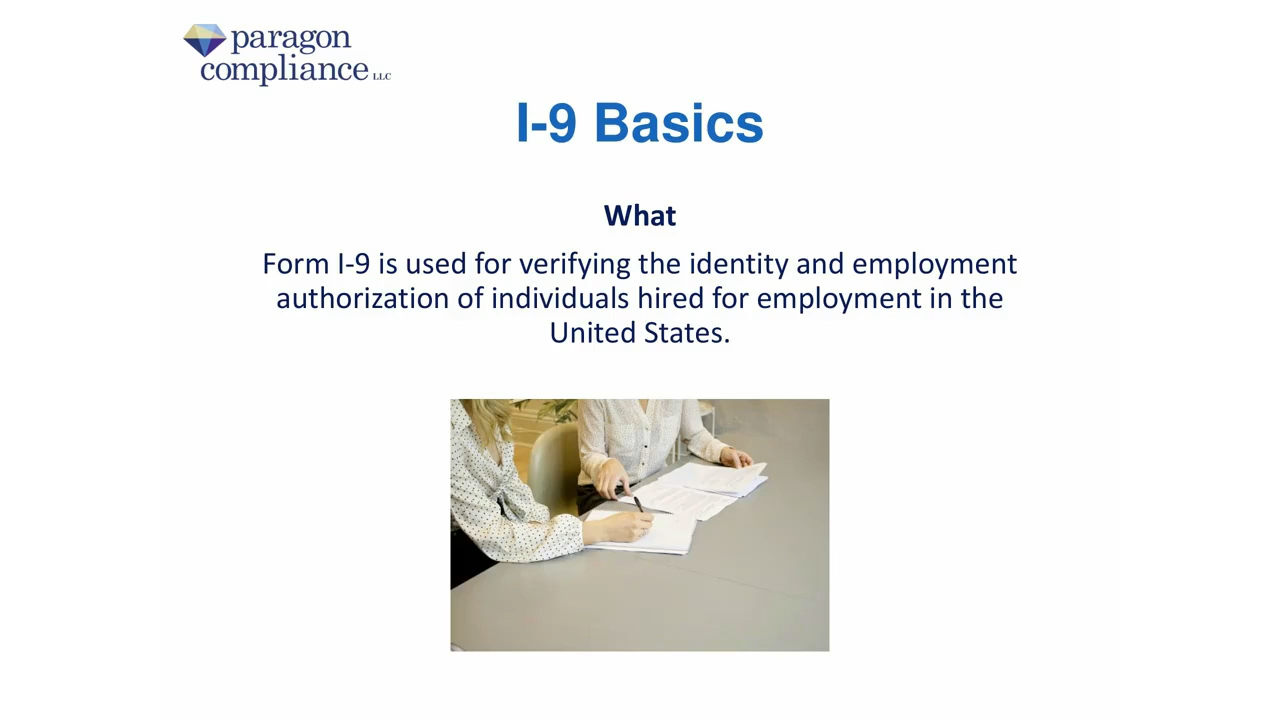 paragon
compliance LLC
I-9 Basics
What
Form I-9 is used for verifying the identity and employment
authorization of individuals hired for employment in the
United States.